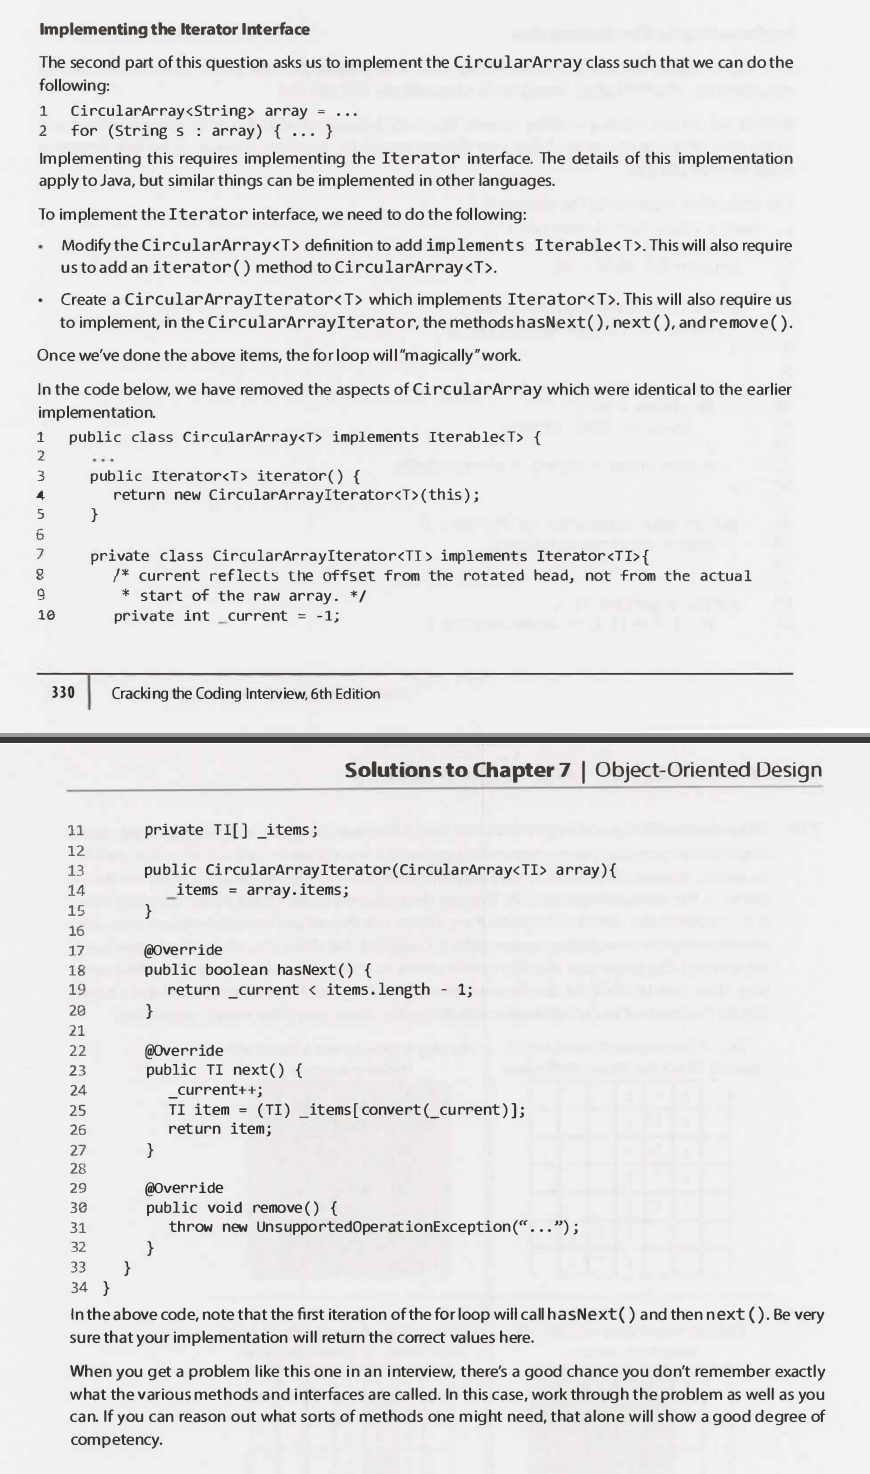 Implementing the Iterator Interface
The second part of this question asks us to implement the CircularArray class such that we can do the
following:
1 CircularArray<String> array = ...
2 for (String s : array) { ... }
Implementing this requires implementing the Iterator interface. The details of this implementation
apply to Java, but similar things can be implemented in other languages.
To implement the Iterator interface, we need to do the following:
• Modify the CircularArray<T> definition to add implements Iterable<T>. This will also require
us to add an iterator() method to CircularArray<T>.
• Create a CircularArrayIterator<T> which implements Iterator<T>. This will also require us
to implement, in the CircularArrayIterator, the methods hasNext(), next(), and remove().
Once we've done the above items, the for loop will "magically" work.
In the code below, we have removed the aspects of CircularArray which were identical to the earlier
implementation.
1 public class CircularArray<T> implements Iterable<T> {
2 ...
3 public Iterator<T> iterator() {
4 return new CircularArrayIterator<T>(this);
5 }
6
7 private class CircularArrayIterator<TI> implements Iterator<TI>{
8 /* current reflects the offset from the rotated head, not from the actual
9 * start of the raw array. */
10 private int _current = -1;
330 Cracking the Coding Interview, 6th Edition
Solutions to Chapter 7 | Object-Oriented Design
11 private TI[] _items;
12
13 public CircularArrayIterator(CircularArray<TI> array){
14 _items = array.items;
15 }
16
17 @Override
18 public boolean hasNext() {
19 return _current < items.length - 1;
20 }
21
22 @Override
23 public TI next() {
24 _current++;
25 TI item = (TI) _items[convert(_current)];
26 return item;
27 }
28
29 @Override
30 public void remove() {
31 throw new UnsupportedOperationException("...");
32 }
33 }
34 }
In the above code, note that the first iteration of the for loop will call hasNext() and then next(). Be very
sure that your implementation will return the correct values here.
When you get a problem like this one in an interview, there's a good chance you don't remember exactly
what the various methods and interfaces are called. In this case, work through the problem as well as you
can. If you can reason out what sorts of methods one might need, that alone will show a good degree of
competency.